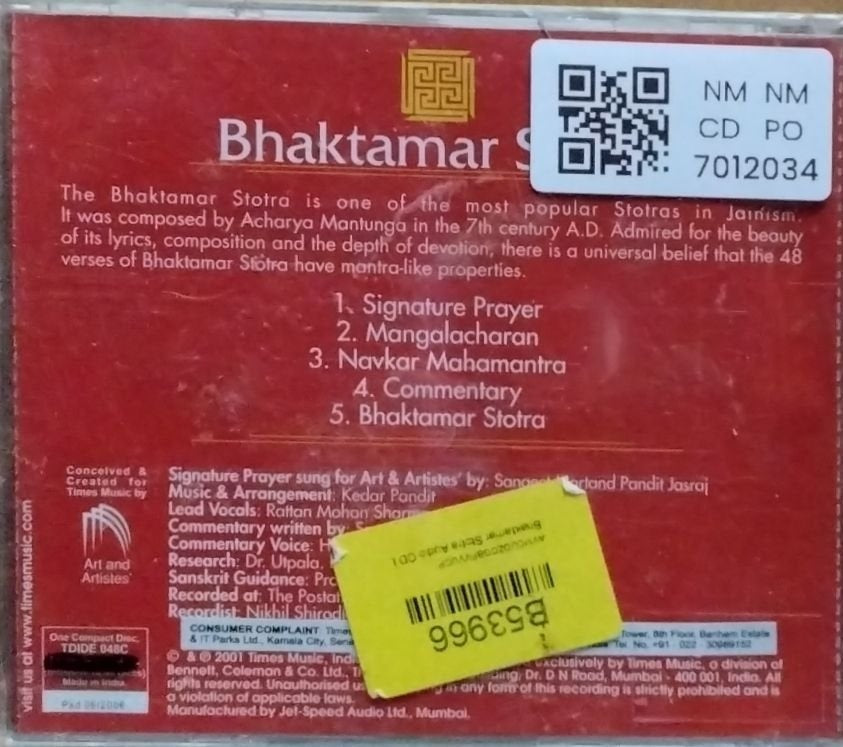 Bhaktamar
NM NM
CD PO
7012034
The Bhaktamar Stotra is one of the most popular Stotras in Jainism.
It was composed by Acharya Mantunga in the 7th century A.D. Admired for the beauty
of its lyrics, composition and the depth of devotion, there is a universal belief that the 48
verses of Bhaktamar Stotra have mantra-like properties.
1. Signature Prayer
2. Mangalacharan
3. Navkar Mahamantra
4. Commentary
5. Bhaktamar Stotra
Conceived &
Created for
Times Music by
Art and
Artistes'
Signature Prayer sung for Art & Artistes' by: Pandit Jasraj
Music & Arrangement: Kedar Pandit
Lead Vocals: Rattan Mohan
Commentary written by:
Commentary Voice:
Research: Dr. Utpala
Sanskrit Guidance:
Recorded at: The
Recordist: Nikhil
Bhaktamar Stotra Audio CD
B53966
CONSUMER COMPLAINT
& IT Parks Ltd., Kamala City, Tower, 8th Floor, Estate
Tel. No. +91 - 022 -
© & ℗ 2001 Times Music, exclusively by Times Music, a division of
Bennett, Coleman & Co. Ltd., Dr. D N Road, Mumbai - 400 001, India. All
rights reserved. Unauthorised in any form of this recording is strictly prohibited and is
a violation of applicable laws.
Manufactured by Jet-Speed Audio Ltd., Mumbai.
One Compact Disc.
TDIDE 048C
Made in India.
Pkd 06/2006
visit us at www.timesmusic.com